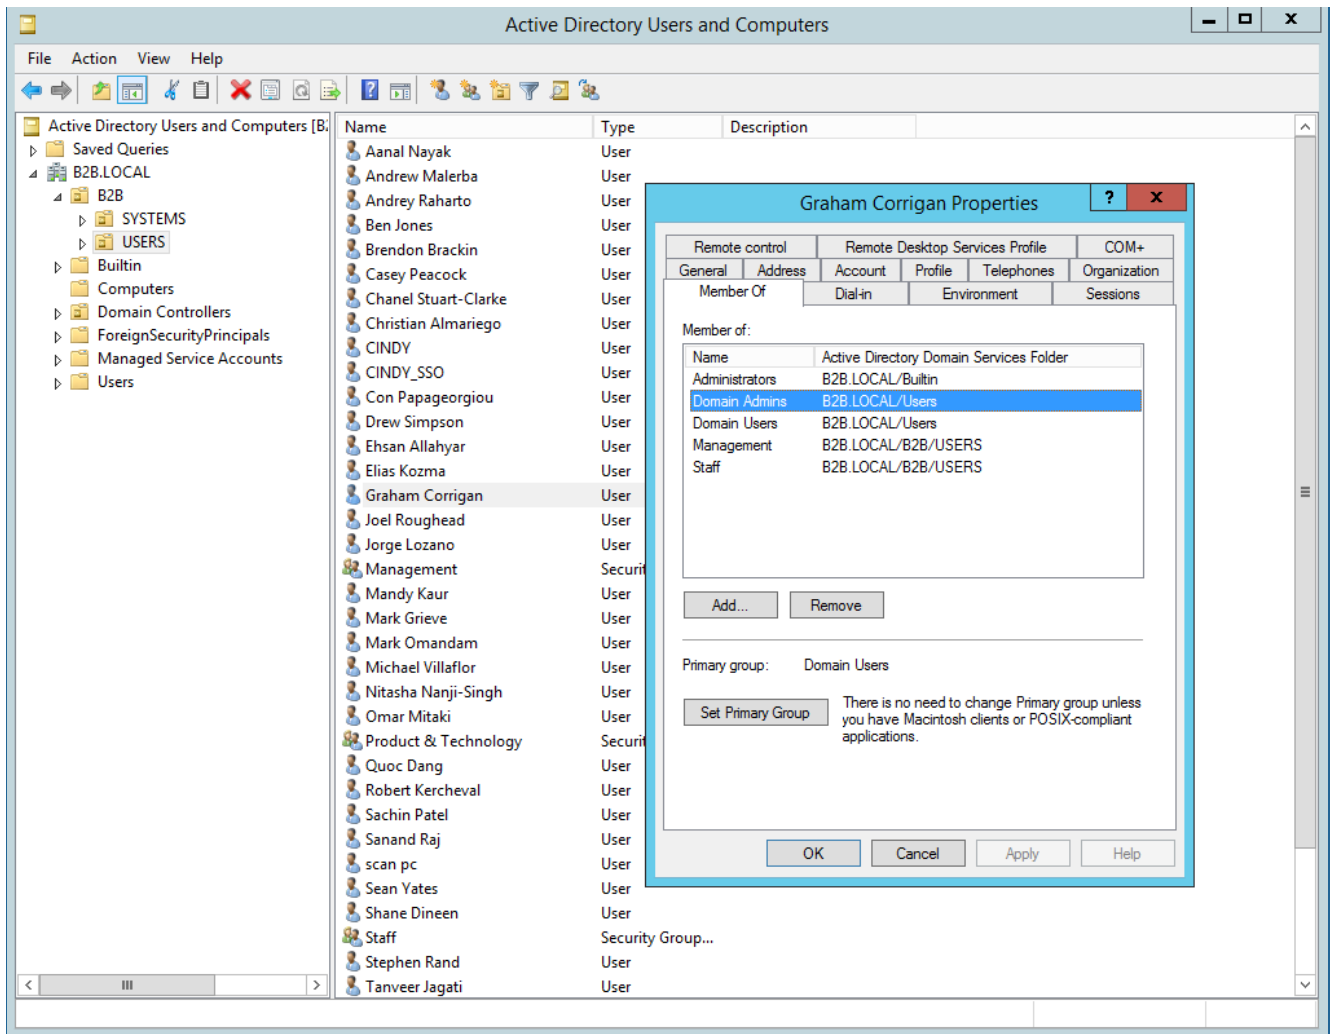 Active Directory Users and Computers
File Action View Help
Active Directory Users and Computers [B
Saved Queries
B2B.LOCAL
B2B
SYSTEMS
USERS
Builtin
Computers
Domain Controllers
ForeignSecurityPrincipals
Managed Service Accounts
Users
Name Type Description
Aanal Nayak User
Andrew Malerba User
Andrey Raharto User
Ben Jones User
Brendon Brackin User
Casey Peacock User
Chanel Stuart-Clarke User
Christian Almariego User
CINDY User
CINDY_SSO User
Con Papageorgiou User
Drew Simpson User
Ehsan Allahyar User
Elias Kozma User
Graham Corrigan User
Joel Roughead User
Jorge Lozano User
Management Securit
Mandy Kaur User
Mark Grieve User
Mark Omandam User
Michael Villaflor User
Nitasha Nanji-Singh User
Omar Mitaki User
Product & Technology Securit
Quoc Dang User
Robert Kercheval User
Sachin Patel User
Sanand Raj User
scan pc User
Sean Yates User
Shane Dineen User
Staff Security Group...
Stephen Rand User
Tanveer Jagati User
Graham Corrigan Properties
Remote control Remote Desktop Services Profile COM+
General Address Account Profile Telephones Organization
Member Of Dial-in Environment Sessions
Member of:
Name Active Directory Domain Services Folder
Administrators B2B.LOCAL/Builtin
Domain Admins B2B.LOCAL/Users
Domain Users B2B.LOCAL/Users
Management B2B.LOCAL/B2B/USERS
Staff B2B.LOCAL/B2B/USERS
Add... Remove
Primary group: Domain Users
Set Primary Group
There is no need to change Primary group unless
you have Macintosh clients or POSIX-compliant
applications.
OK Cancel Apply Help